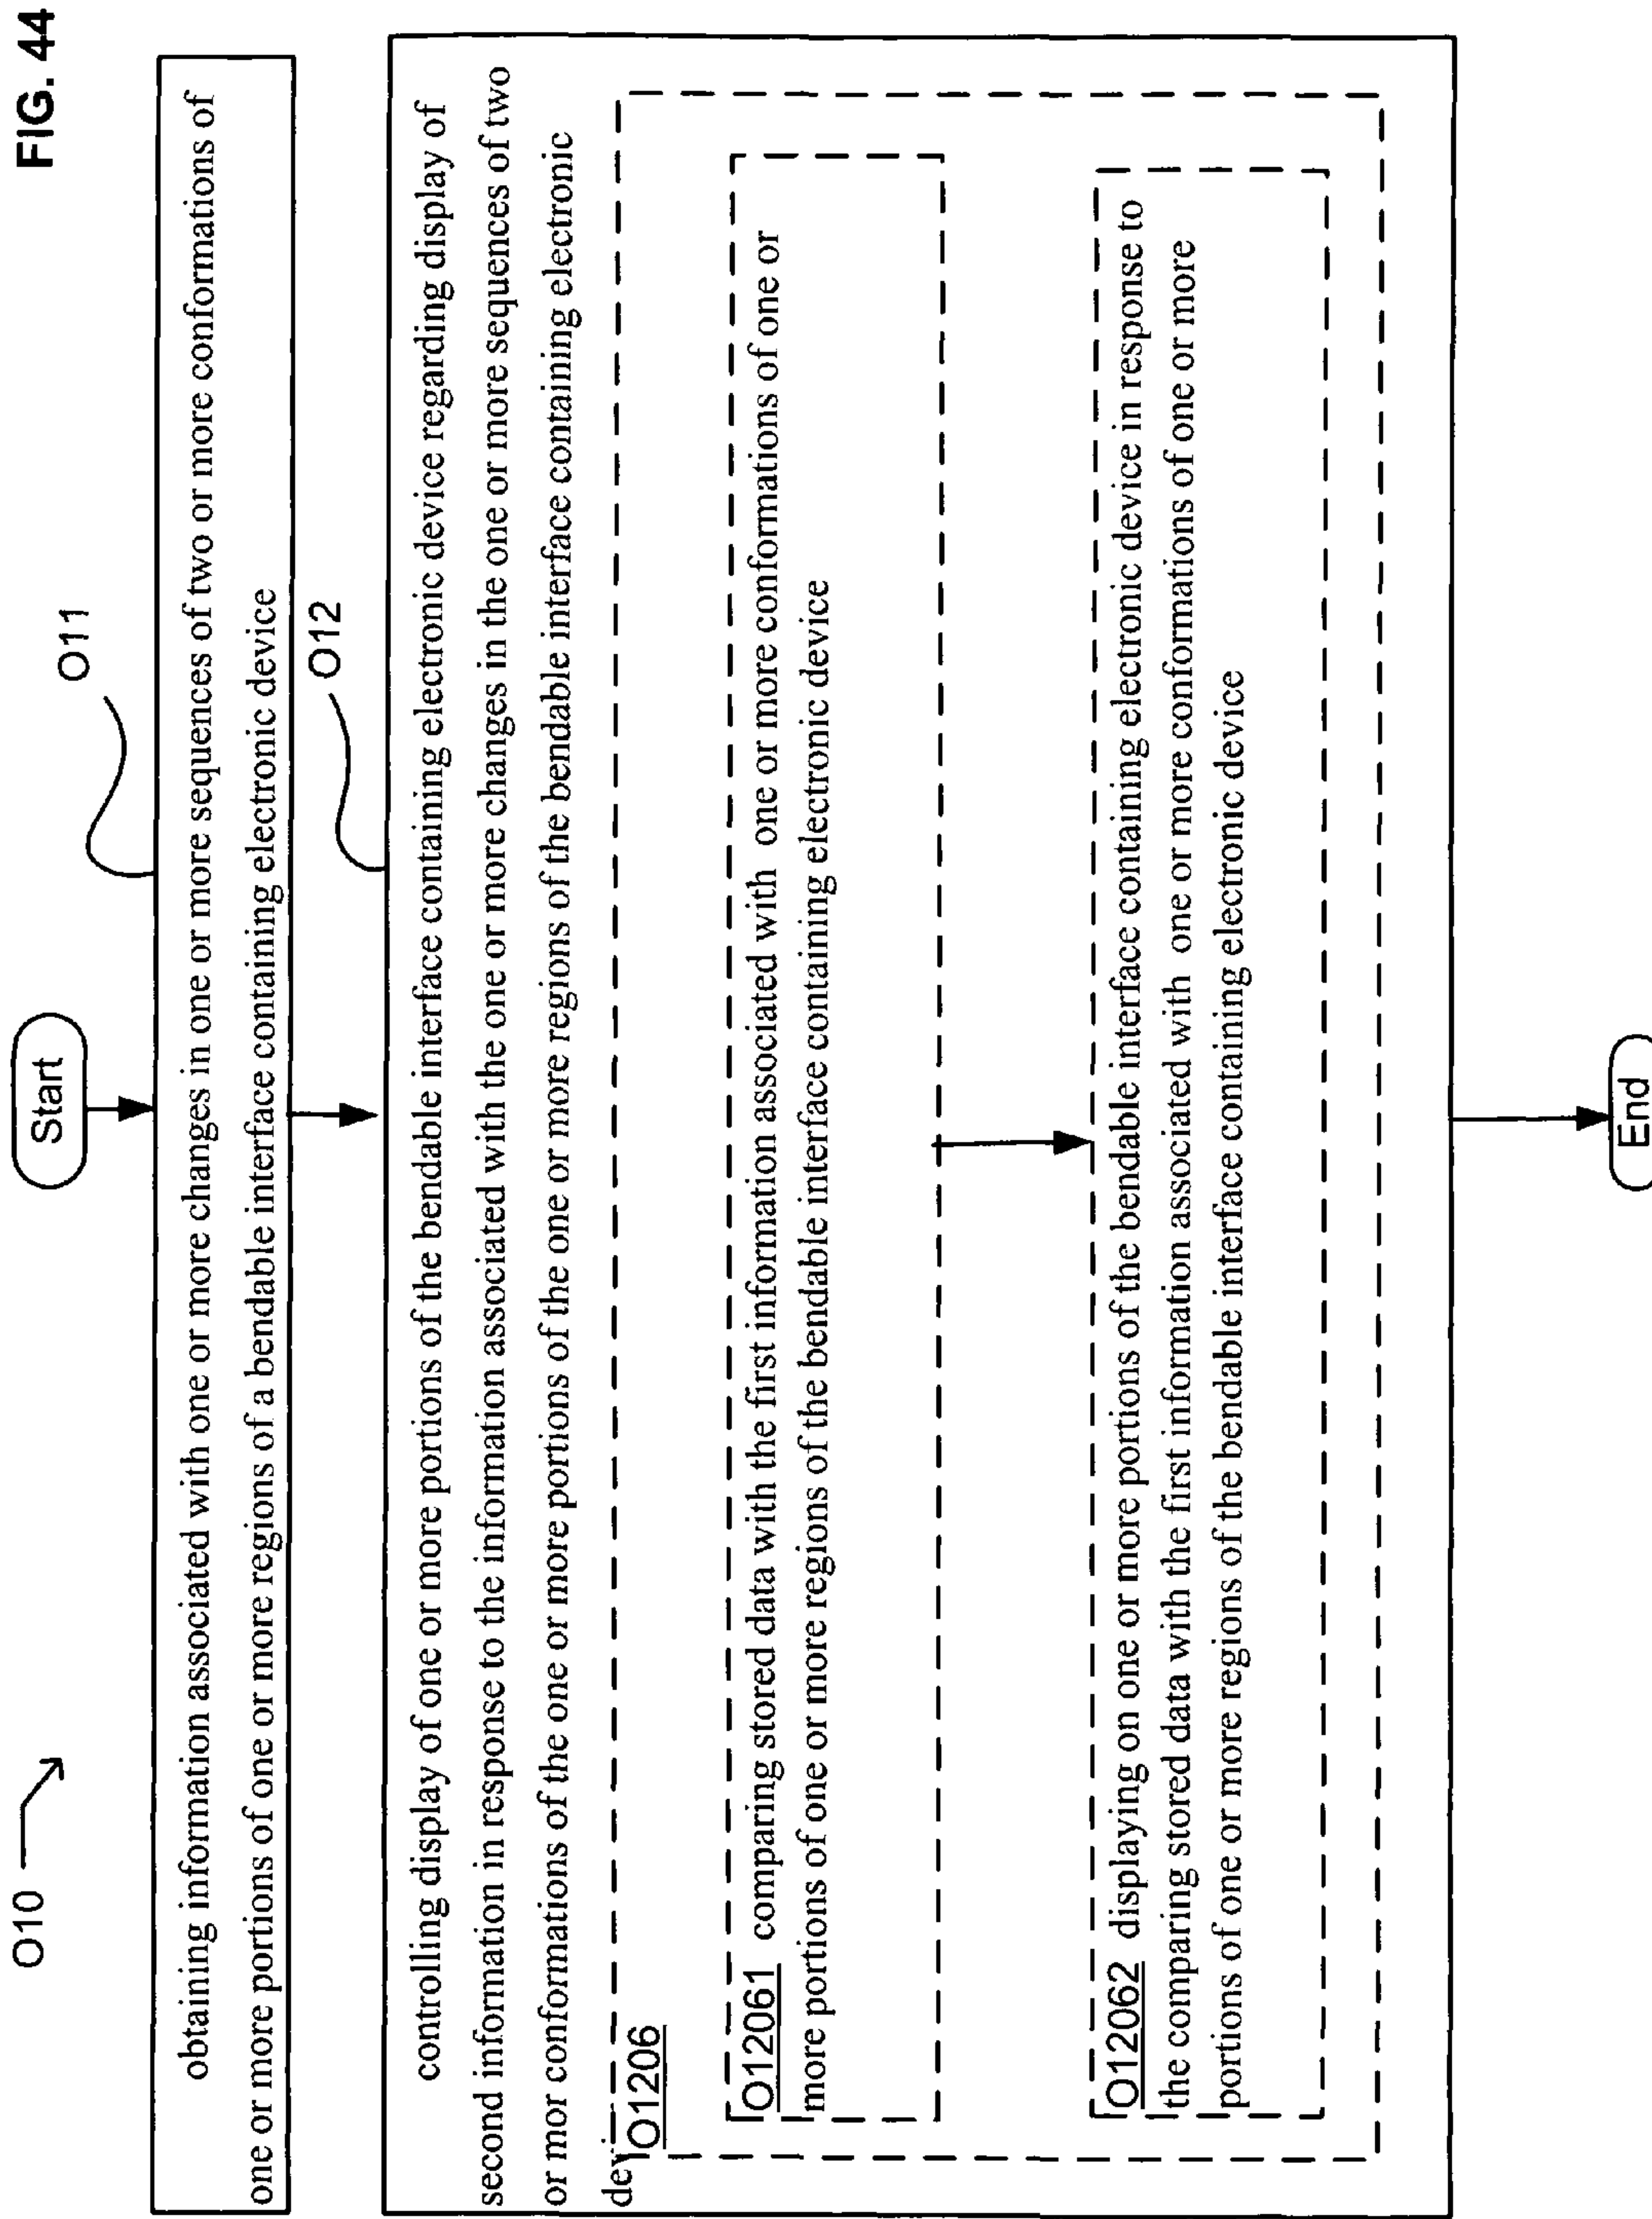 FIG. 44
O10
Start
O11
obtaining information associated with one or more changes in one or more sequences of two or more conformations of
one or more portions of one or more regions of a bendable interface containing electronic device
O12
controlling display of one or more portions of the bendable interface containing electronic device regarding display of
second information in response to the information associated with the one or more changes in the one or more sequences of two
or mor conformations of the one or more portions of the one or more regions of the bendable interface containing electronic
O1206
O12061 comparing stored data with the first information associated with one or more conformations of one or
more portions of one or more regions of the bendable interface containing electronic device
O12062 displaying on one or more portions of the bendable interface containing electronic device in response to
the comparing stored data with the first information associated with one or more conformations of one or more
portions of one or more regions of the bendable interface containing electronic device
End